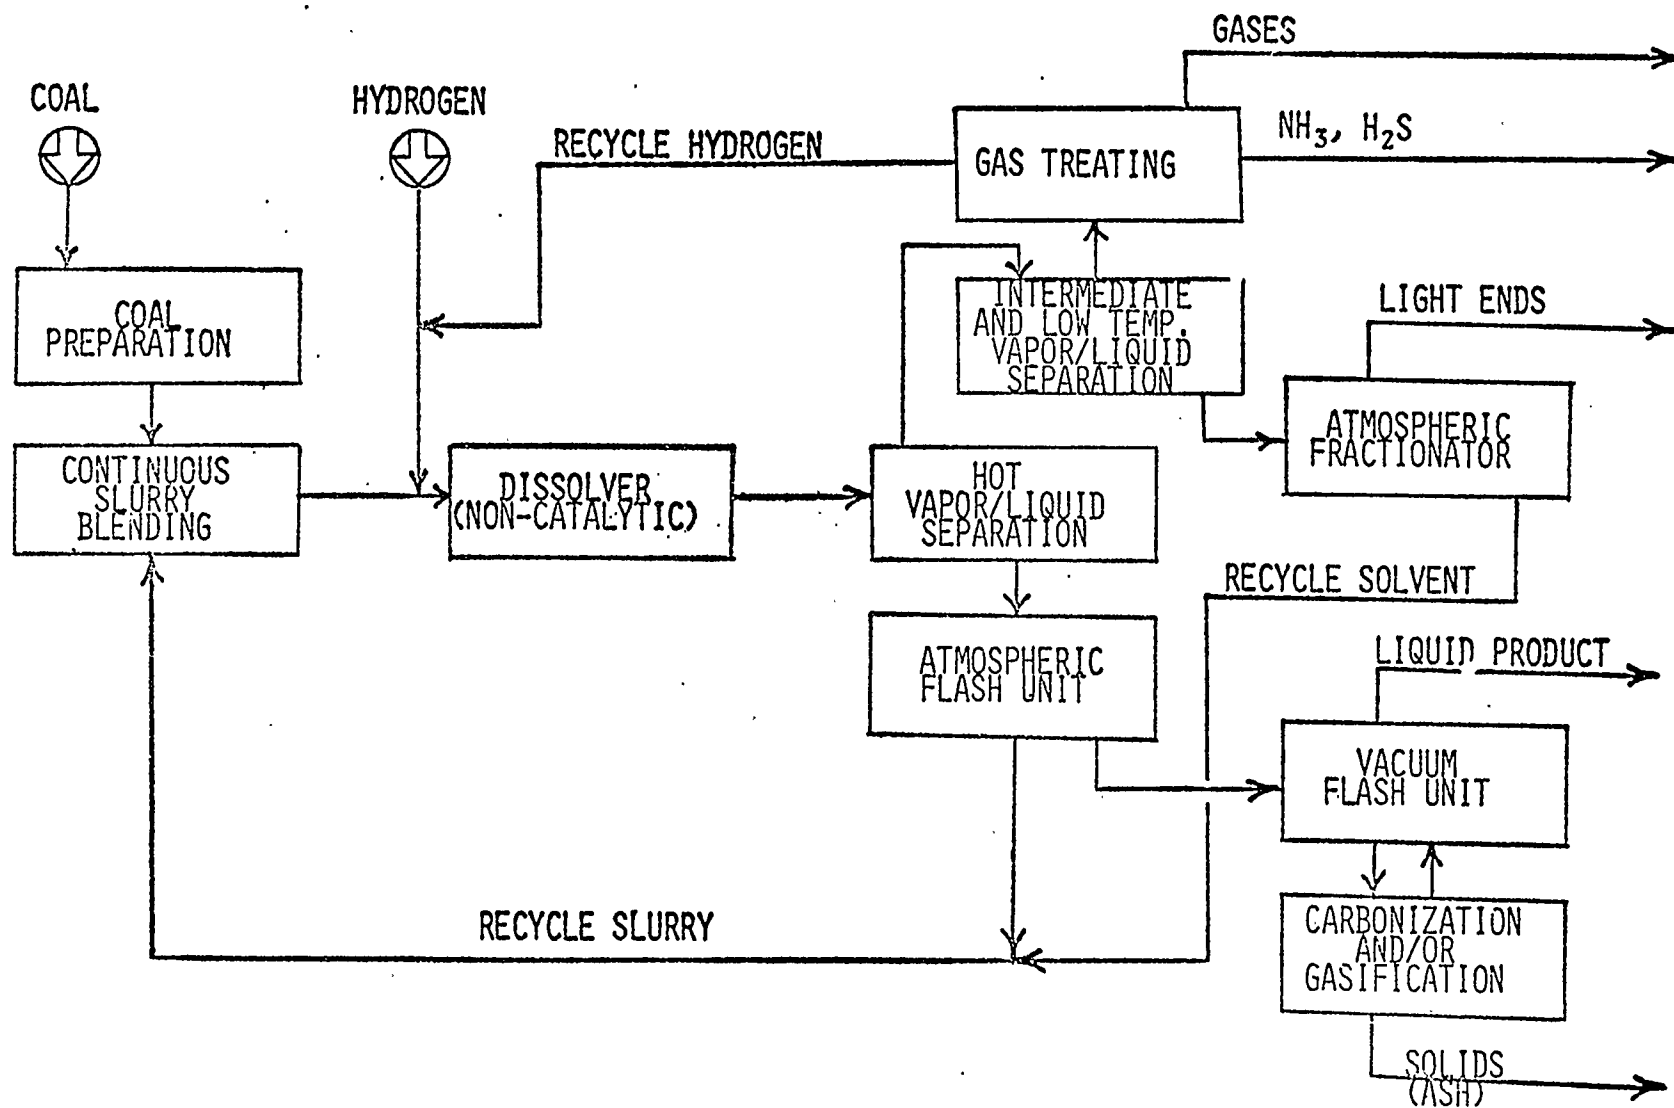 GASES
COAL
HYDROGEN
RECYCLE HYDROGEN
GAS TREATING
NH₃, H₂S
COAL
PREPARATION
INTERMEDIATE
AND LOW TEMP.
VAPOR/LIQUID
SEPARATION
LIGHT ENDS
ATMOSPHERIC
FRACTIONATOR
CONTINUOUS
SLURRY
BLENDING
DISSOLVER
(NON-CATALYTIC)
HOT
VAPOR/LIQUID
SEPARATION
RECYCLE SOLVENT
ATMOSPHERIC
FLASH UNIT
LIQUID PRODUCT
VACUUM
FLASH UNIT
RECYCLE SLURRY
CARBONIZATION
AND/OR
GASIFICATION
SOLIDS
(ASH)